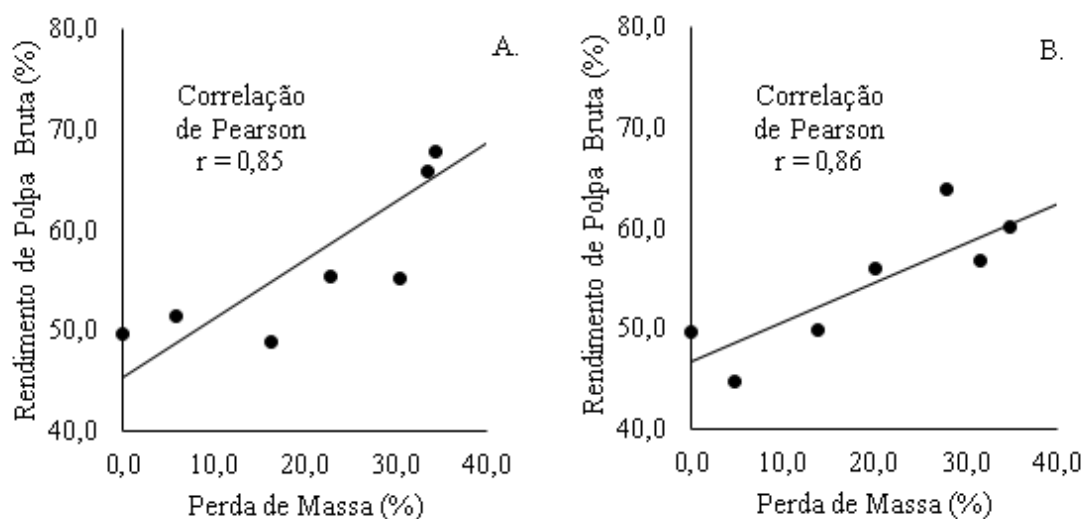 Rendimento de Polpa Bruta (%)
80,0
70,0
60,0
50,0
40,0
A.
Correlação
de Pearson
r = 0,85
0,0 10,0 20,0 30,0 40,0
Perda de Massa (%)
Rendimento de Polpa Bruta (%)
80,0
70,0
60,0
50,0
40,0
B.
Correlação
de Pearson
r = 0,86
0,0 10,0 20,0 30,0 40,0
Perda de Massa (%)